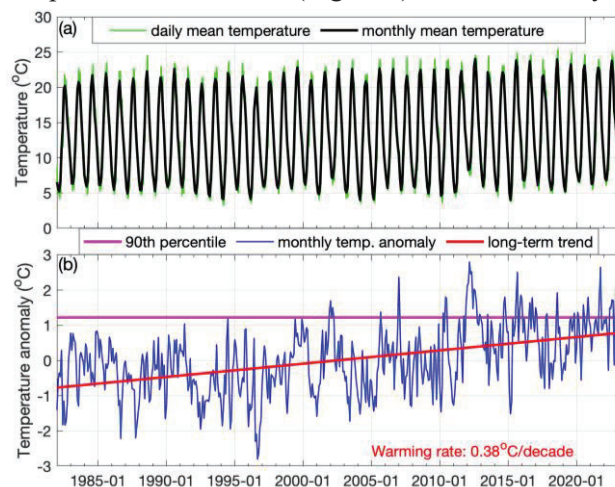 (a) daily mean temperature monthly mean temperature
30
25
20
15
10
5
0
Temperature (°C)
90th percentile monthly temp. anomaly long-term trend
(b)
3
2
1
0
-1
-2
-3
Temperature anomaly (°C)
Warming rate: 0.38°C/decade
1985-01 1990-01 1995-01 2000-01 2005-01 2010-01 2015-01 2020-01